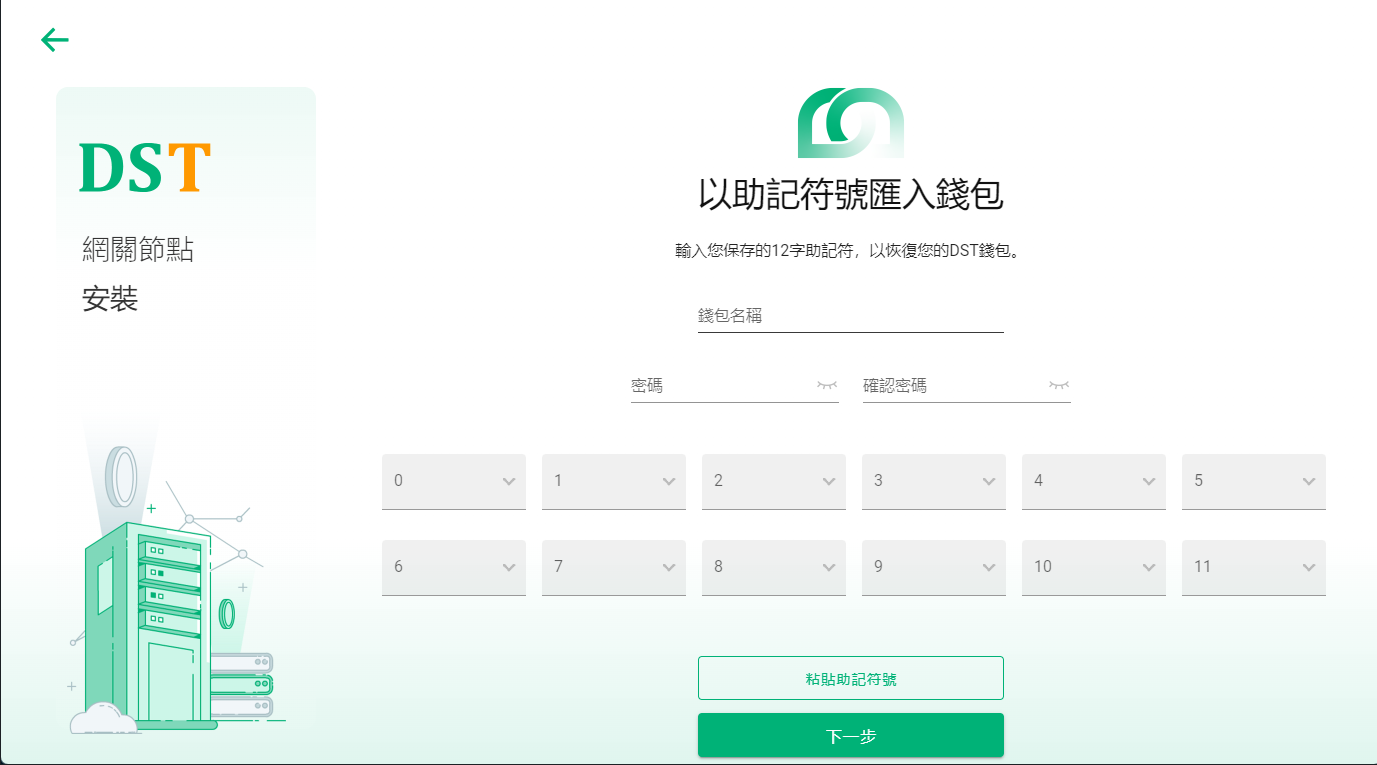 DST
網關節點
安裝
以助記符號匯入錢包
輸入您保存的12字助記符，以恢復您的DST錢包。
錢包名稱
密碼 確認密碼
0 1 2 3 4 5
6 7 8 9 10 11
粘貼助記符號
下一步